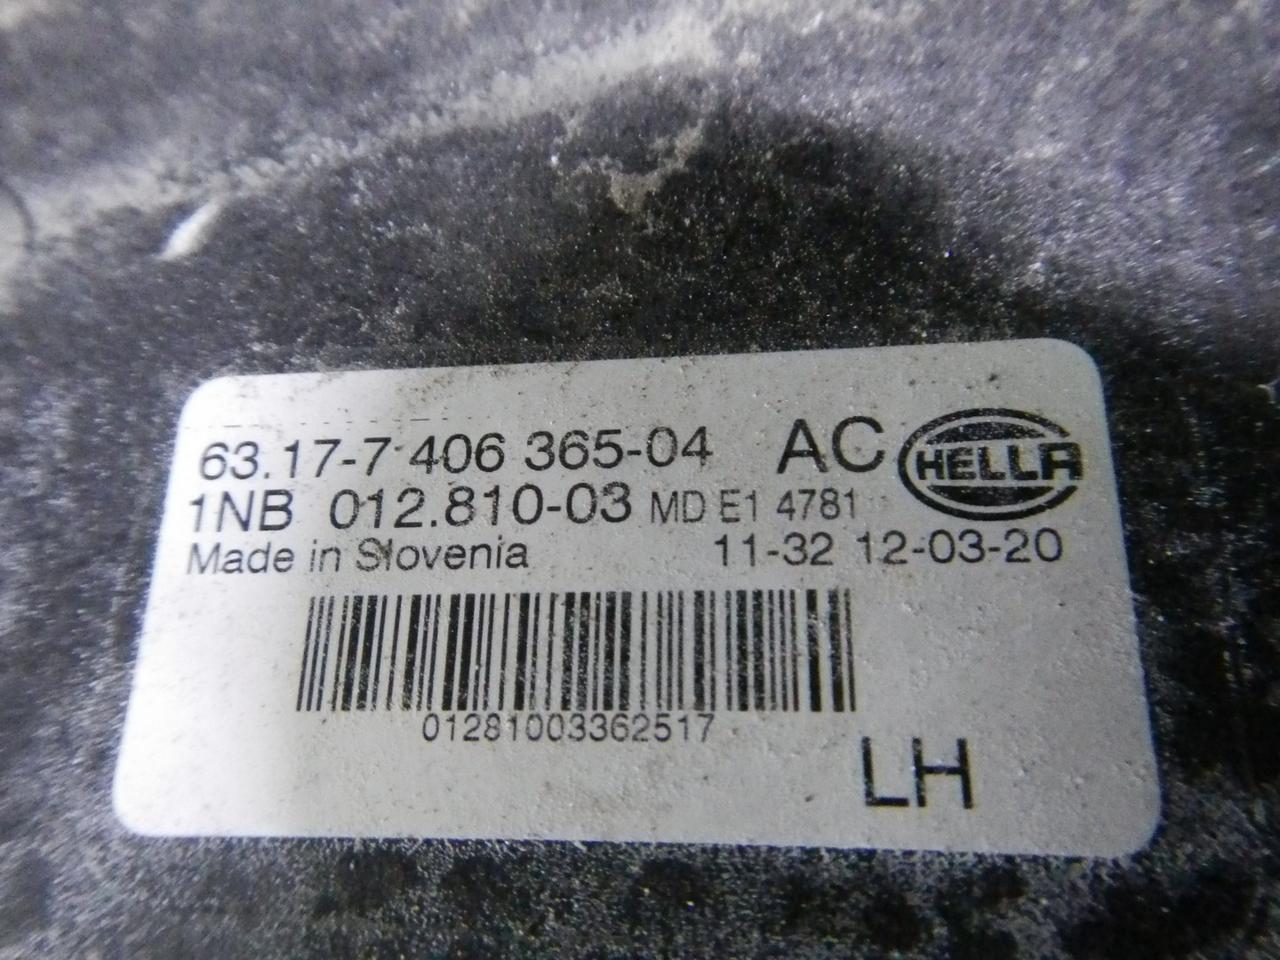 63.17-7 406 365-04 AC HELLA
1NB 012.810-03 MD E1 4781
Made in Slovenia 11-32 12-03-20
01281003362517
LH